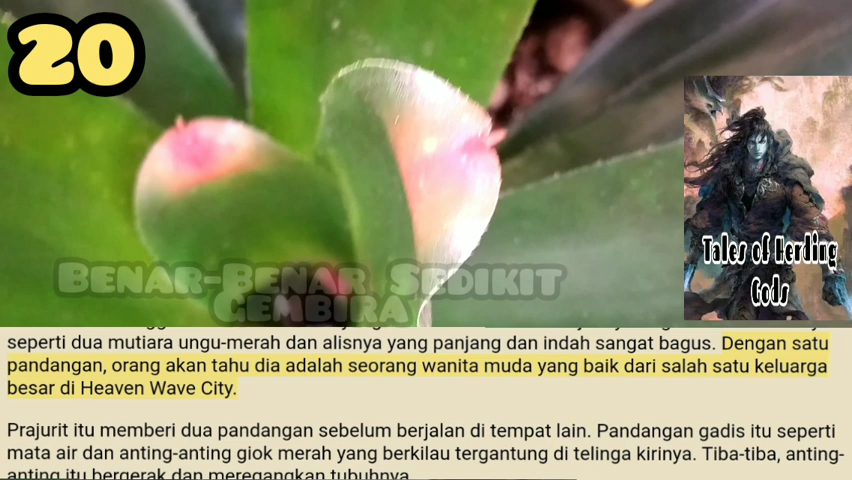 20
Tales of Herding
Gods
Benar-Benar Sedikit
Gembira
seperti dua mutiara ungu-merah dan alisnya yang panjang dan indah sangat bagus. Dengan satu
pandangan, orang akan tahu dia adalah seorang wanita muda yang baik dari salah satu keluarga
besar di Heaven Wave City.
Prajurit itu memberi dua pandangan sebelum berjalan di tempat lain. Pandangan gadis itu seperti
mata air dan anting-anting giok merah yang berkilau tergantung di telinga kirinya. Tiba-tiba, anting-
anting itu bergerak dan meregangkan tubuhnya.